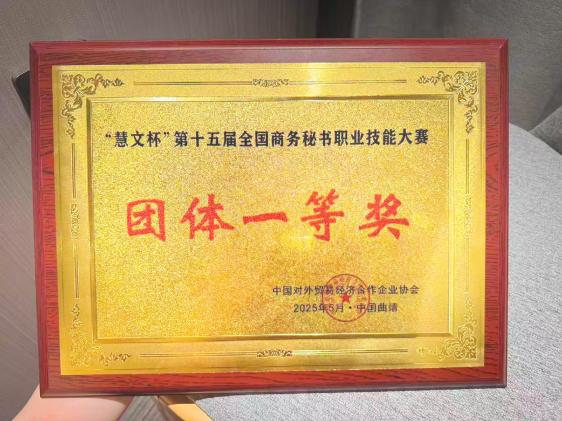 “慧文杯”第十五届全国商务秘书职业技能大赛
团体一等奖
中国对外贸易经济合作企业协会
2025年5月·中国曲靖